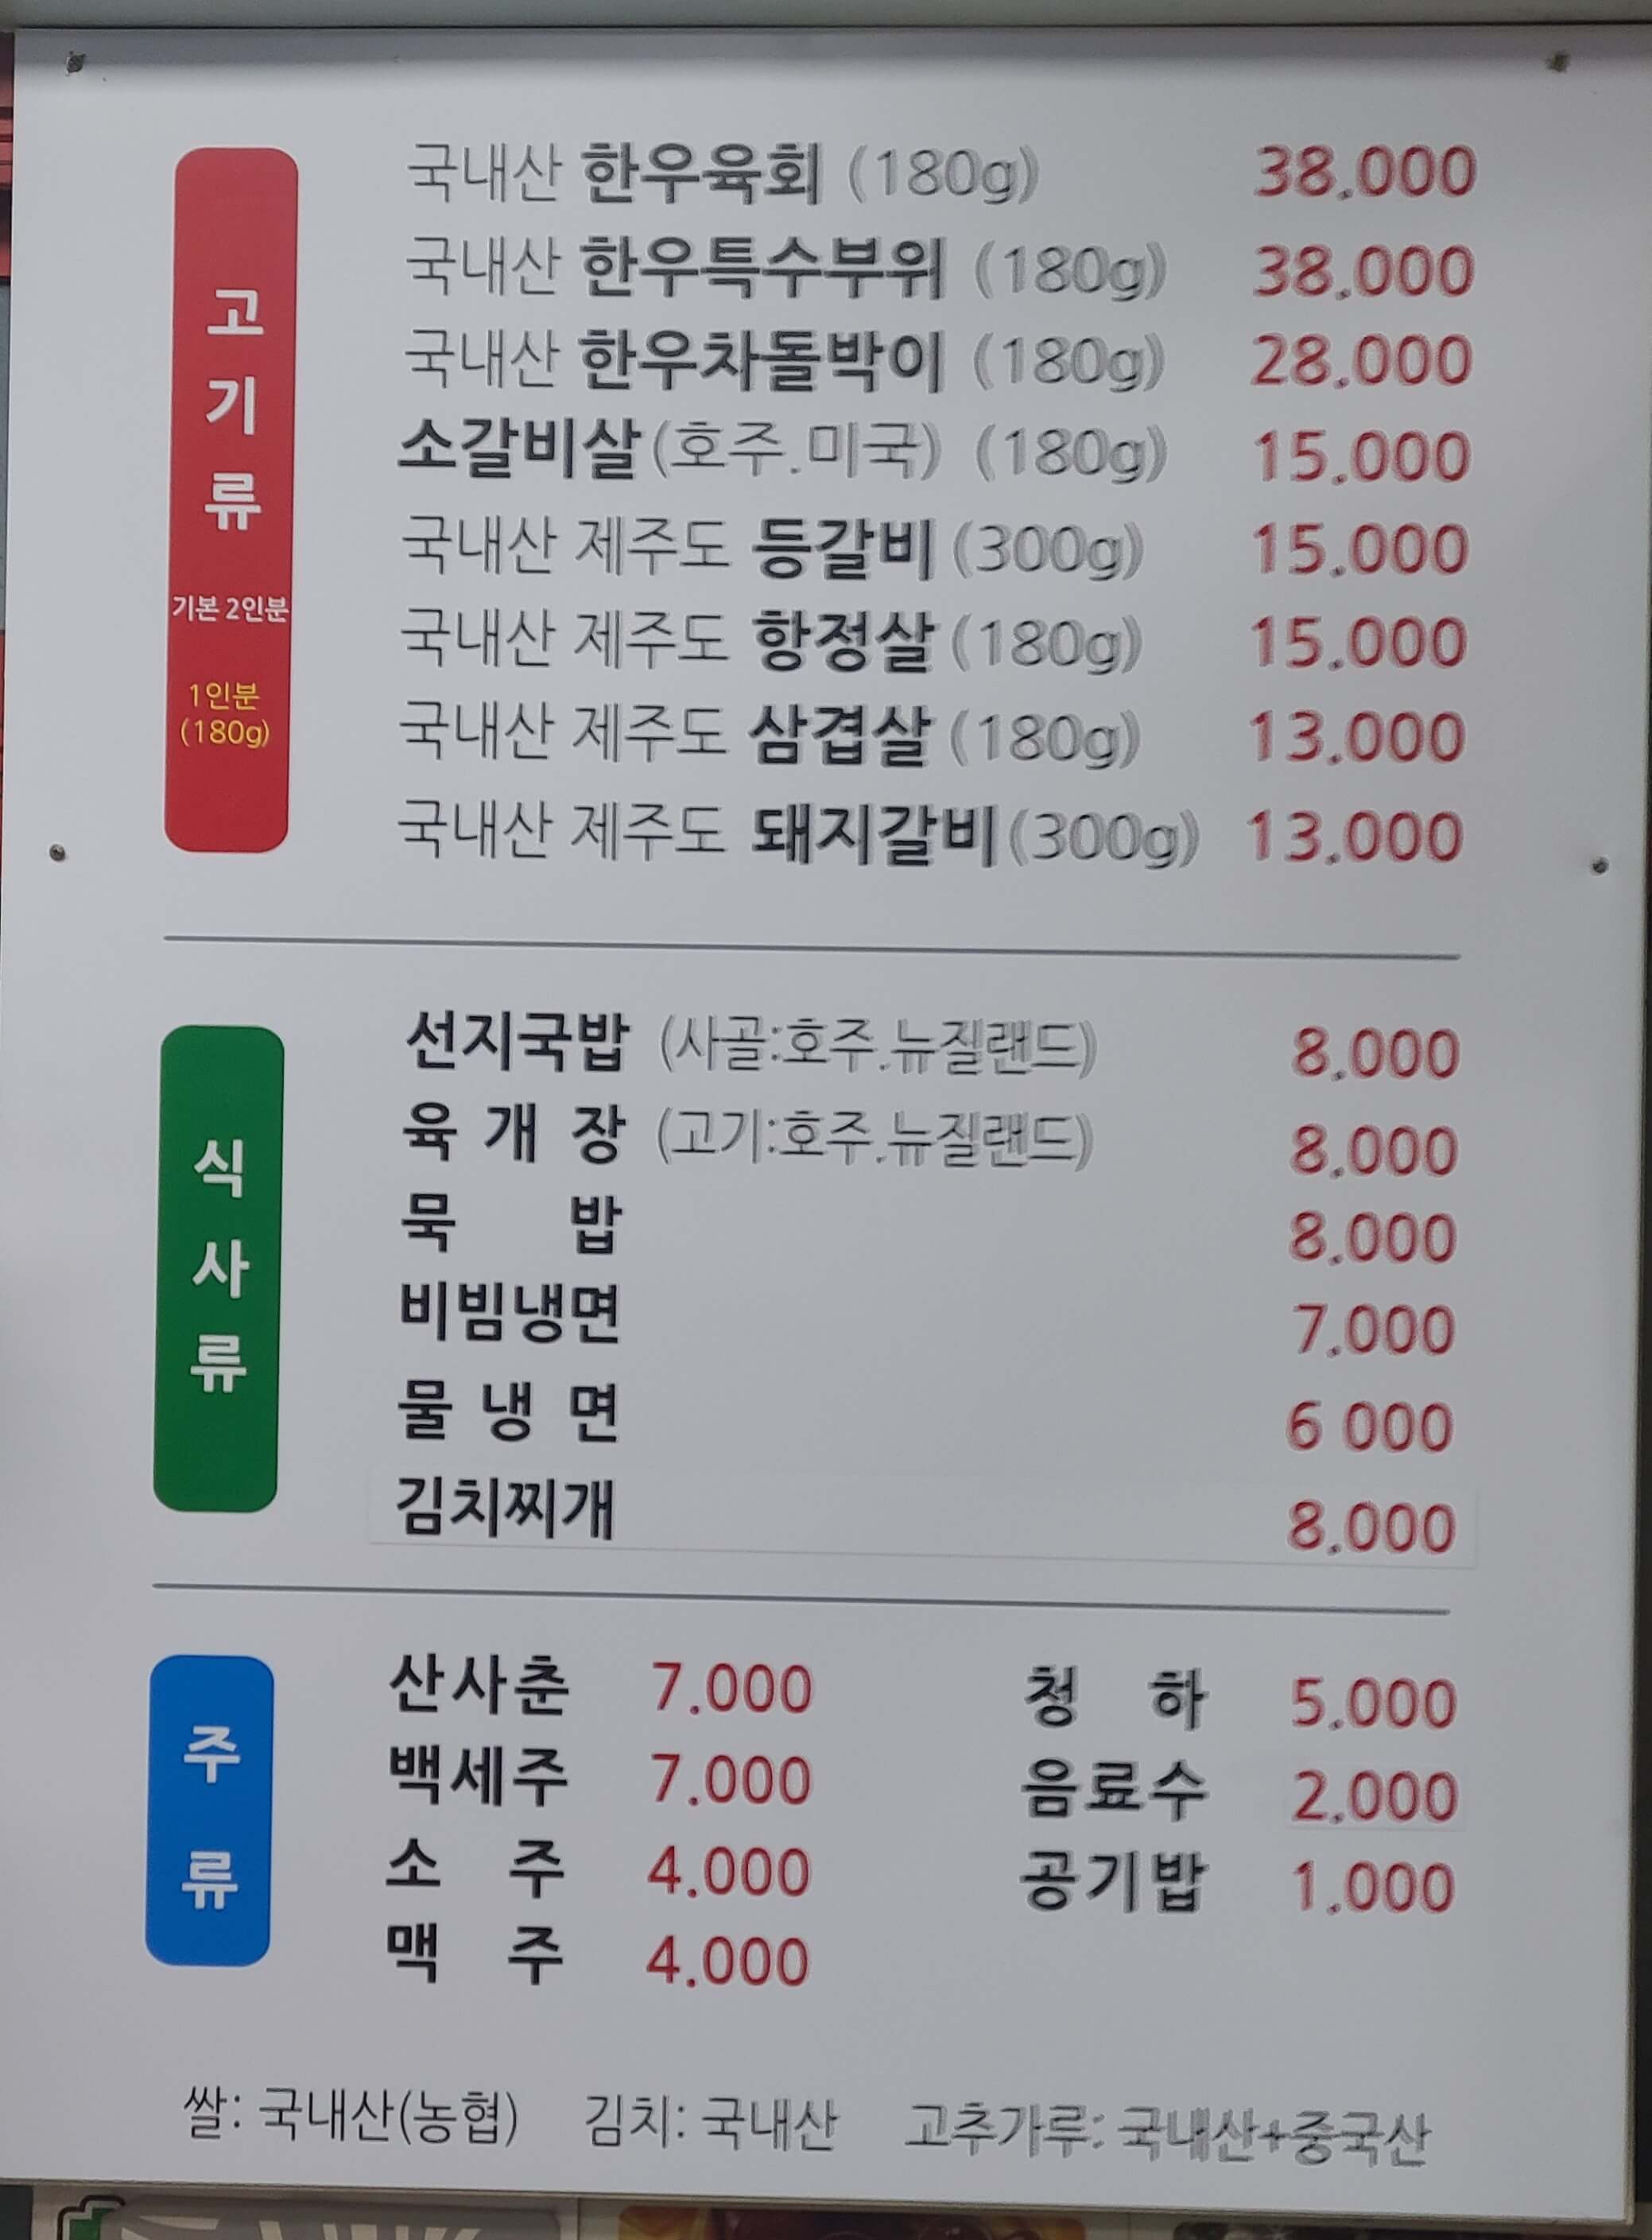 고기류
기본 2인분
1인분
(180g)
국내산 한우육회 (180g) 38.000
국내산 한우특수부위 (180g) 38.000
국내산 한우차돌박이 (180g) 28.000
소갈비살(호주.미국) (180g) 15.000
국내산 제주도 등갈비 (300g) 15.000
국내산 제주도 항정살 (180g) 15.000
국내산 제주도 삼겹살 (180g) 13.000
국내산 제주도 돼지갈비(300g) 13.000
식사류
선지국밥 (사골:호주.뉴질랜드) 8.000
육 개 장 (고기:호주.뉴질랜드) 8.000
묵 밥 8.000
비빔냉면 7.000
물 냉 면 6 000
김치찌개 8.000
주류
산사춘 7.000 청 하 5.000
백세주 7.000 음료수 2.000
소 주 4.000 공기밥 1.000
맥 주 4.000
쌀: 국내산(농협) 김치: 국내산 고추가루: 국내산+중국산